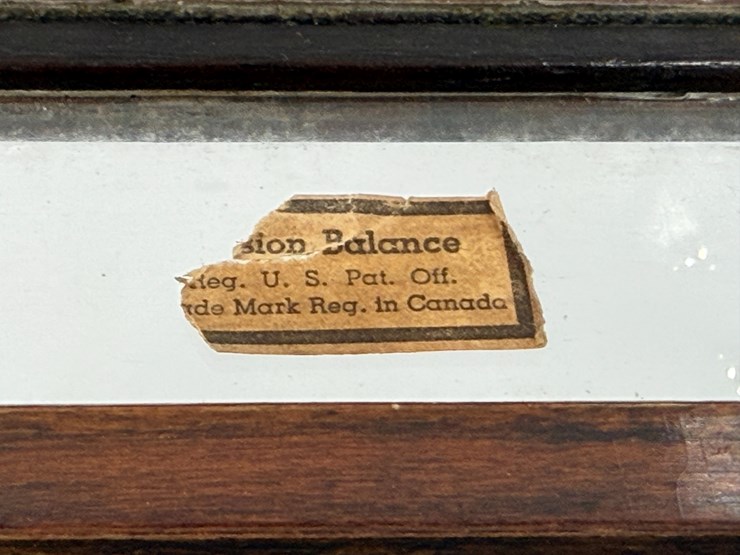 sion Balance
Reg. U. S. Pat. Off.
ade Mark Reg. in Canada